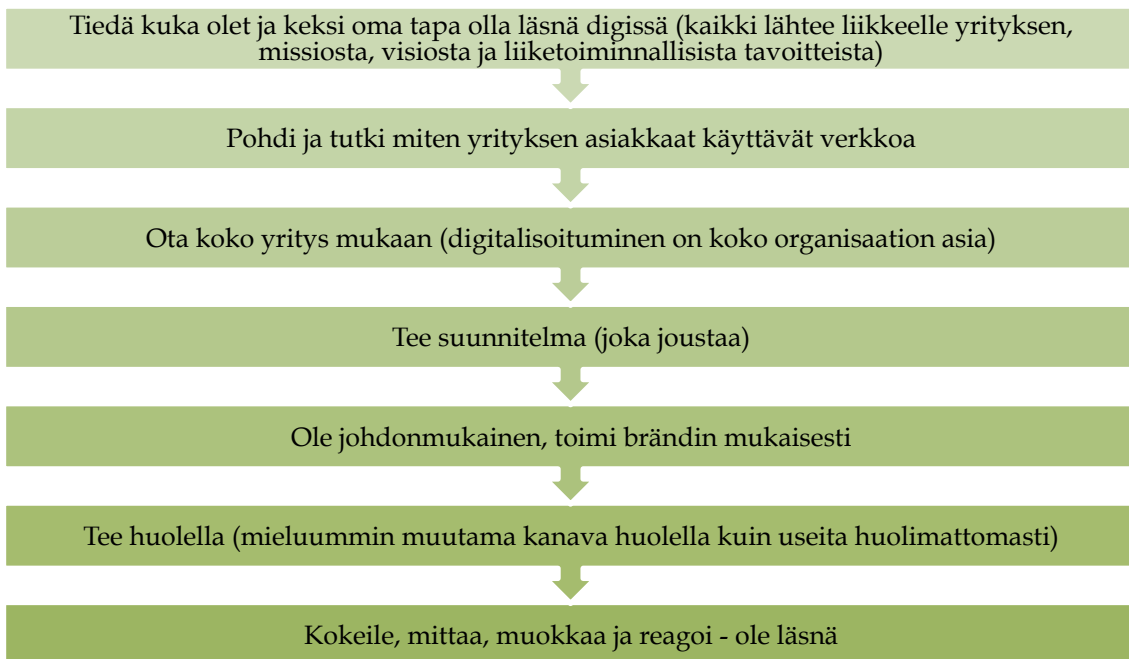 Tiedä kuka olet ja keksi oma tapa olla läsnä digissä (kaikki lähtee liikkeelle yrityksen,
missiosta, visiosta ja liiketoiminnallisista tavoitteista)
Pohdi ja tutki miten yrityksen asiakkaat käyttävät verkkoa
Ota koko yritys mukaan (digitalisoituminen on koko organisaation asia)
Tee suunnitelma (joka joustaa)
Ole johdonmukainen, toimi brändin mukaisesti
Tee huolella (mieluummin muutama kanava huolella kuin useita huolimattomasti)
Kokeile, mittaa, muokkaa ja reagoi - ole läsnä